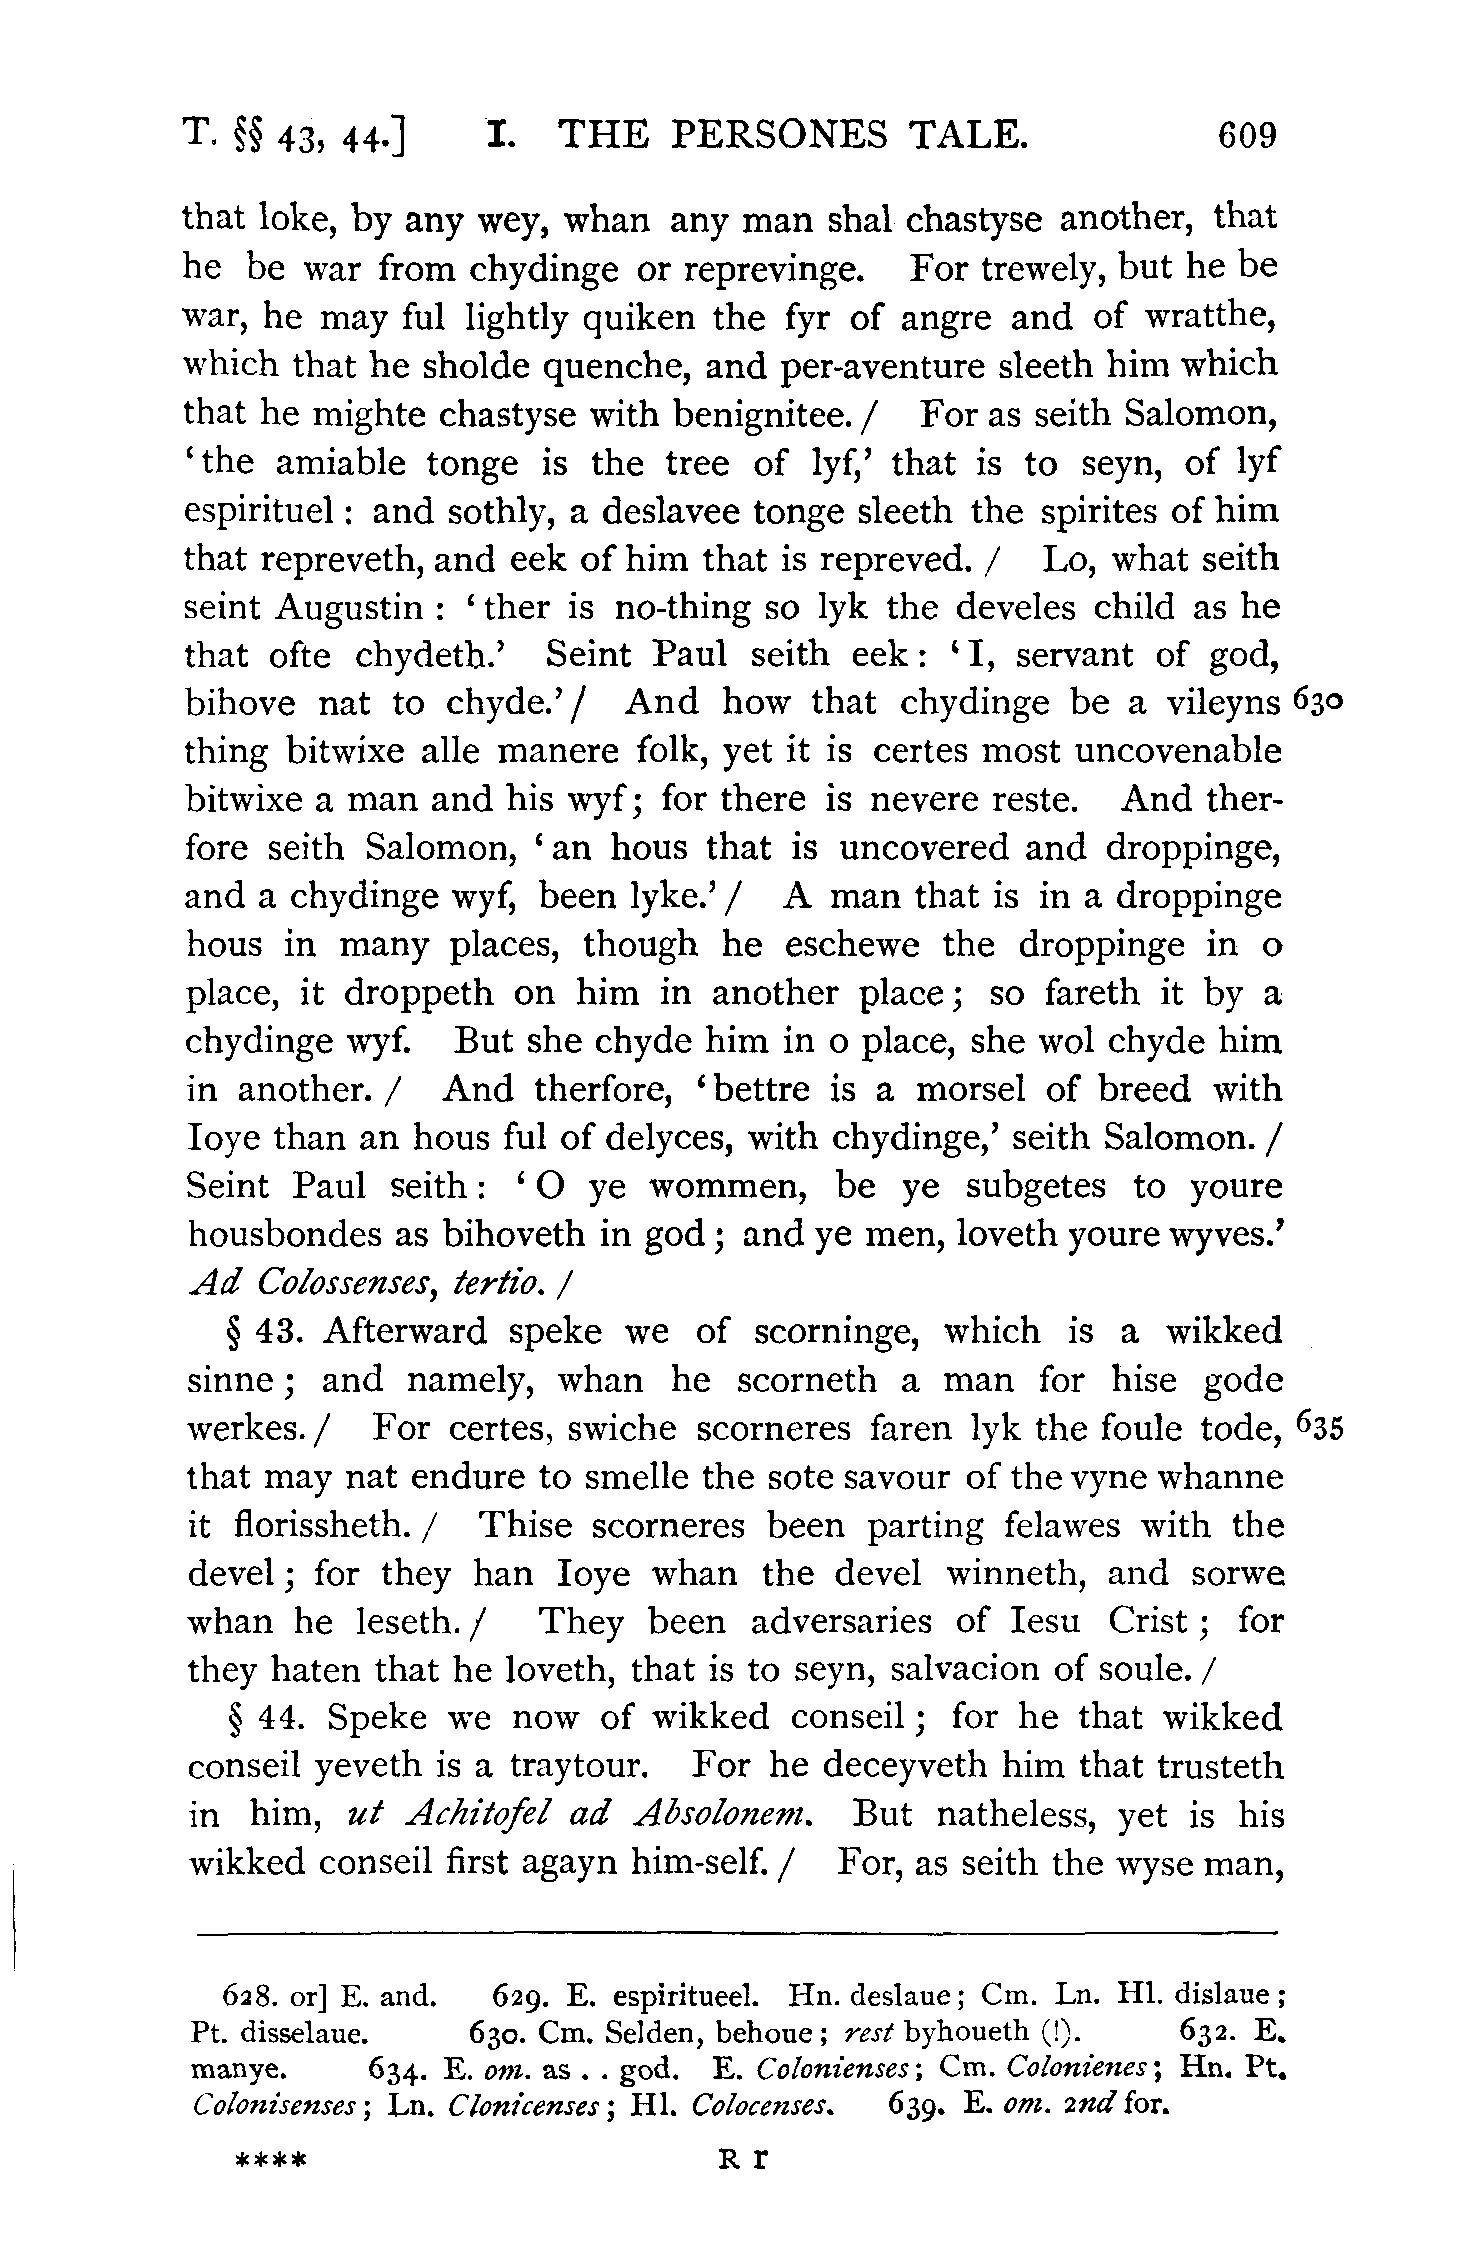 T. §§ 43, 44.] I. THE PERSONES TALE. 609
that loke, by any wey, whan any man shal chastyse another, that
he be war from chydinge or reprevinge. For trewely, but he be
war, he may ful lightly quiken the fyr of angre and of wratthe,
which that he sholde quenche, and per-aventure sleeth him which
that he mighte chastyse with benignitee. / For as seith Salomon,
‘the amiable tonge is the tree of lyf,’ that is to seyn, of lyf
espirituel : and sothly, a deslavee tonge sleeth the spirites of him
that repreveth, and eek of him that is repreved. / Lo, what seith
seint Augustin : ‘ther is no-thing so lyk the develes child as he
that ofte chydeth.’ Seint Paul seith eek : ‘I, servant of god,
bihove nat to chyde.’ / And how that chydinge be a vileyns 630
thing bitwixe alle manere folk, yet it is certes most uncovenable
bitwixe a man and his wyf; for there is nevere reste. And ther-
fore seith Salomon, ‘an hous that is uncovered and droppinge,
and a chydinge wyf, been lyke.’ / A man that is in a droppinge
hous in many places, though he eschewe the droppinge in o
place, it droppeth on him in another place; so fareth it by a
chydinge wyf. But she chyde him in o place, she wol chyde him
in another. / And therfore, ‘bettre is a morsel of breed with
Ioye than an hous ful of delyces, with chydinge,’ seith Salomon. /
Seint Paul seith : ‘O ye wommen, be ye subgetes to youre
housbondes as bihoveth in god; and ye men, loveth youre wyves.’
Ad Colossenses, tertio. /
§ 43. Afterward speke we of scorninge, which is a wikked
sinne; and namely, whan he scorneth a man for hise gode
werkes. / For certes, swiche scorneres faren lyk the foule tode, 635
that may nat endure to smelle the sote savour of the vyne whanne
it florissheth. / Thise scorneres been parting felawes with the
devel; for they han Ioye whan the devel winneth, and sorwe
whan he leseth. / They been adversaries of Iesu Crist; for
they haten that he loveth, that is to seyn, salvacion of soule. /
§ 44. Speke we now of wikked conseil; for he that wikked
conseil yeveth is a traytour. For he deceyveth him that trusteth
in him, ut Achitofel ad Absolonem. But natheless, yet is his
wikked conseil first agayn him-self. / For, as seith the wyse man,
628. or] E. and. 629. E. espiritueel. Hn. deslaue; Cm. Ln. Hl. dislaue;
Pt. disselaue. 630. Cm. Selden, behoue; rest byhoueth (!). 632. E.
manye. 634. E. om. as . . god. E. Colonienses; Cm. Colonienes; Hn. Pt.
Colonisenses; Ln. Clonicenses; Hl. Colocenses. 639. E. om. 2nd for.
**** R r